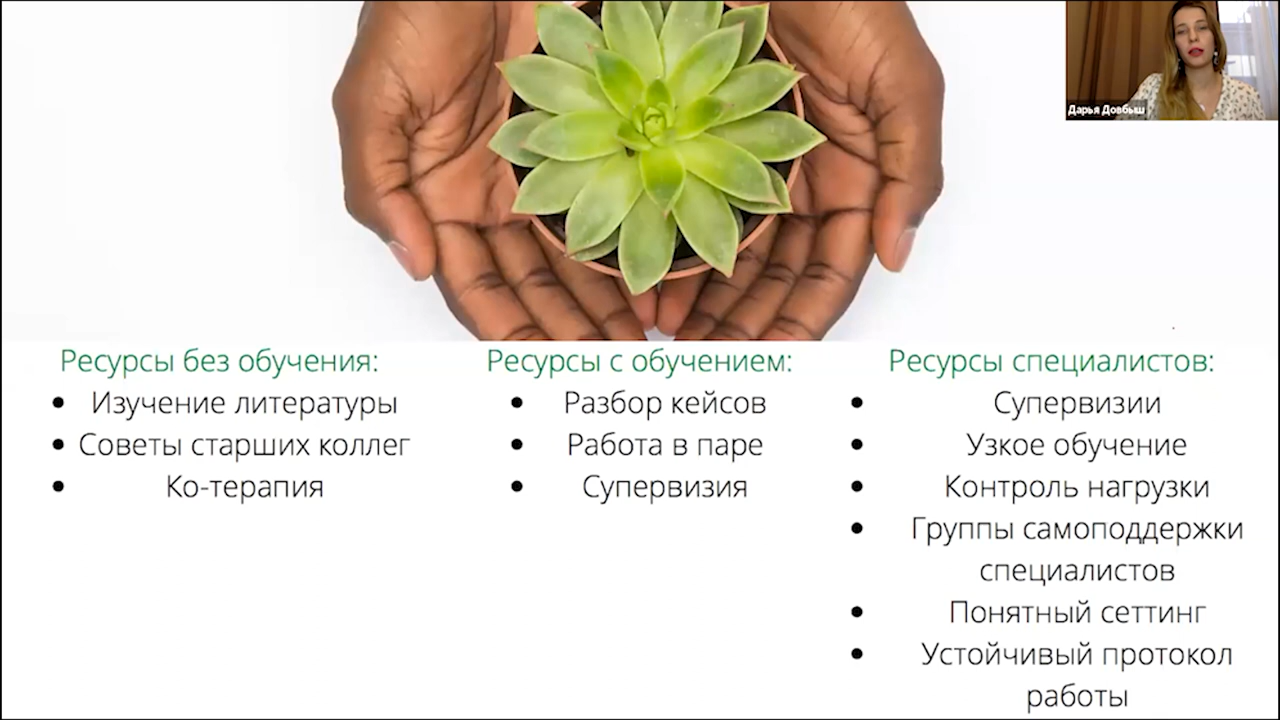 Дарья Довбыш
Ресурсы без обучения:
Изучение литературы
Советы старших коллег
Ко-терапия
Ресурсы с обучением:
Разбор кейсов
Работа в паре
Супервизия
Ресурсы специалистов:
Супервизии
Узкое обучение
Контроль нагрузки
Группы самоподдержки
специалистов
Понятный сеттинг
Устойчивый протокол
работы